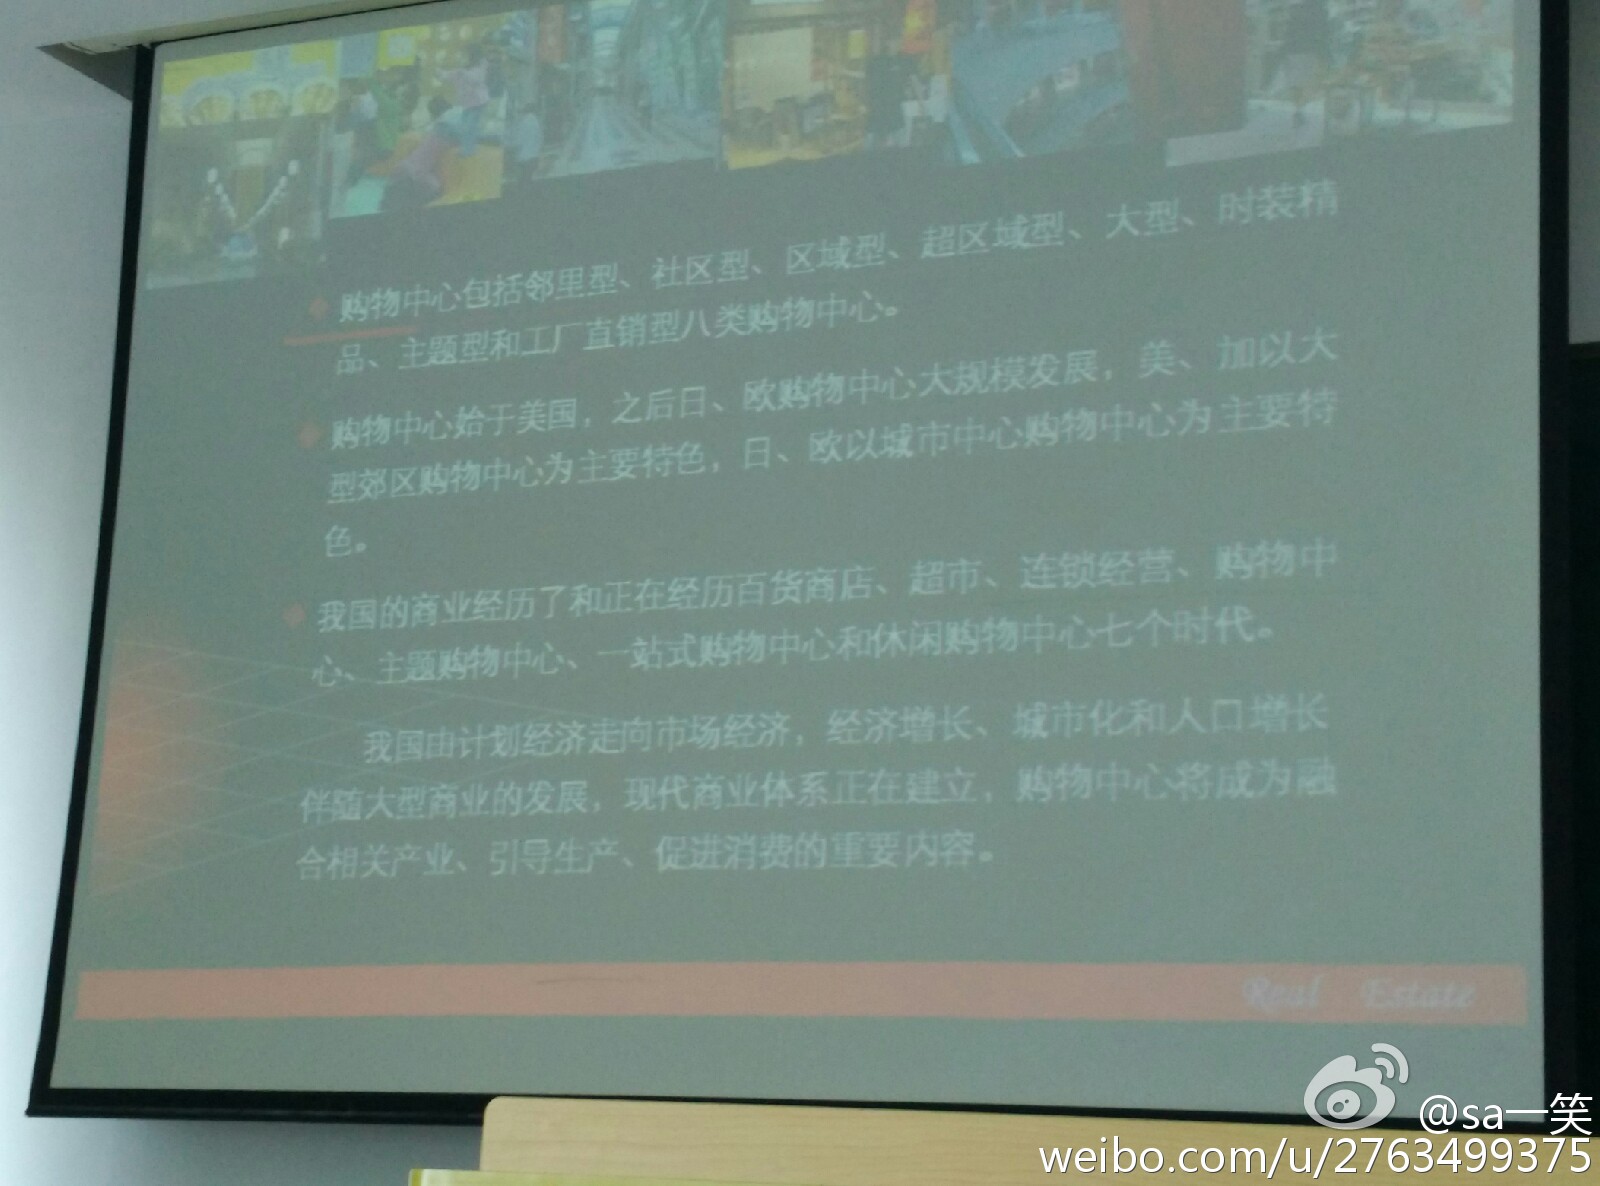 购物中心包括邻里型、社区型、区域型、超区域型、大型、时装精
品、主题型和工厂直销型八类购物中心。
购物中心始于美国，之后日、欧购物中心大规模发展，美、加以大
型郊区购物中心为主要特色，日、欧以城市中心购物中心为主要特
色。
我国的商业经历了和正在经历百货商店、超市、连锁经营、购物中
心、主题购物中心、一站式购物中心和休闲购物中心七个时代。
我国由计划经济走向市场经济，经济增长、城市化和人口增长
伴随大型商业的发展，现代商业体系正在建立，购物中心将成为融
合相关产业、引导生产、促进消费的重要内容。
Real Estate
@sa一笑
weibo.com/u/2763499375